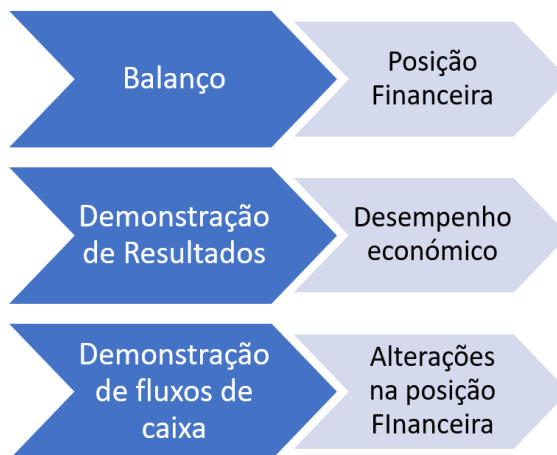 Balanço
Posição
Financeira
Demonstração
de Resultados
Desempenho
económico
Demonstração
de fluxos de
caixa
Alterações
na posição
FInanceira